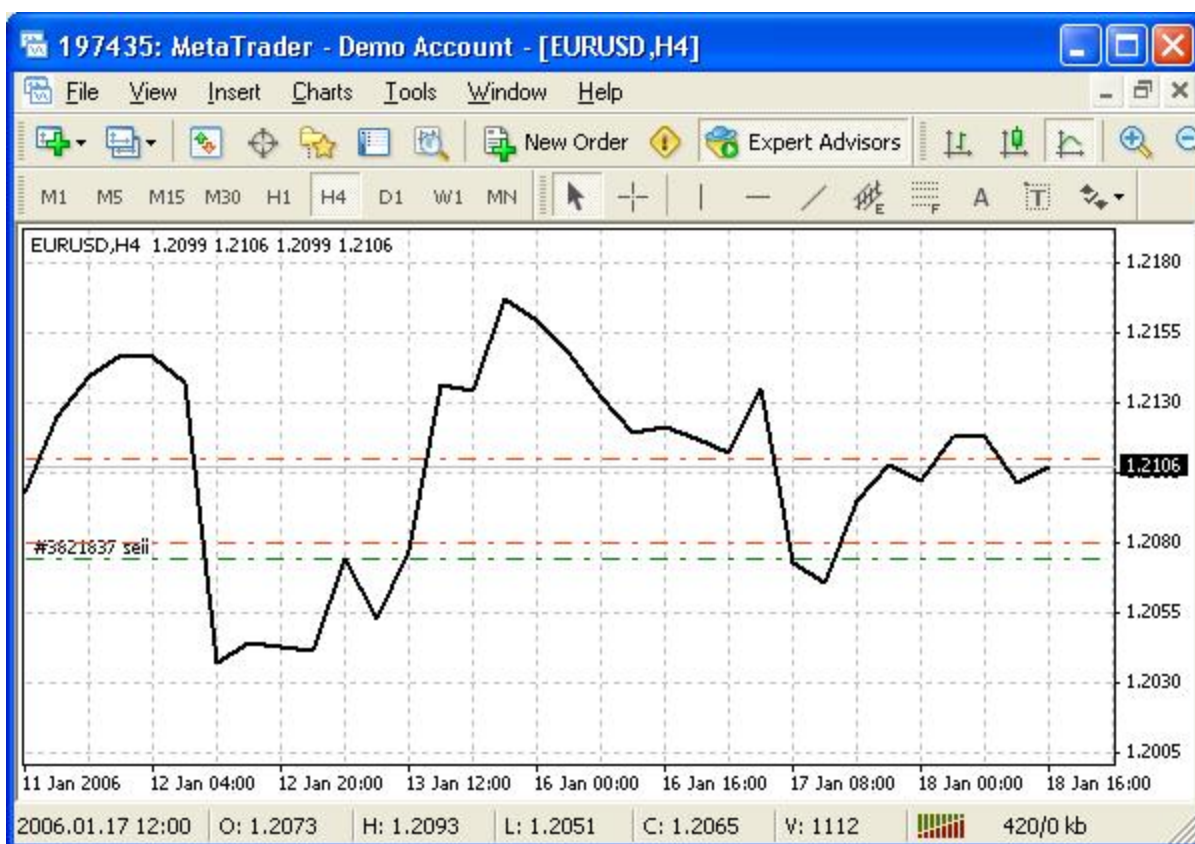 197435: MetaTrader - Demo Account - [EURUSD,H4]
File View Insert Charts Tools Window Help
New Order Expert Advisors
M1 M5 M15 M30 H1 H4 D1 W1 MN E F A T
EURUSD,H4 1.2099 1.2106 1.2099 1.2106
1.2180
1.2155
1.2130
1.2106
#3821837
1.2080
1.2055
1.2030
1.2005
11 Jan 2006 12 Jan 04:00 12 Jan 20:00 13 Jan 12:00 16 Jan 00:00 16 Jan 16:00 17 Jan 08:00 18 Jan 00:00 18 Jan 16:00
2006.01.17 12:00 O: 1.2073 H: 1.2093 L: 1.2051 C: 1.2065 V: 1112 420/0 kb